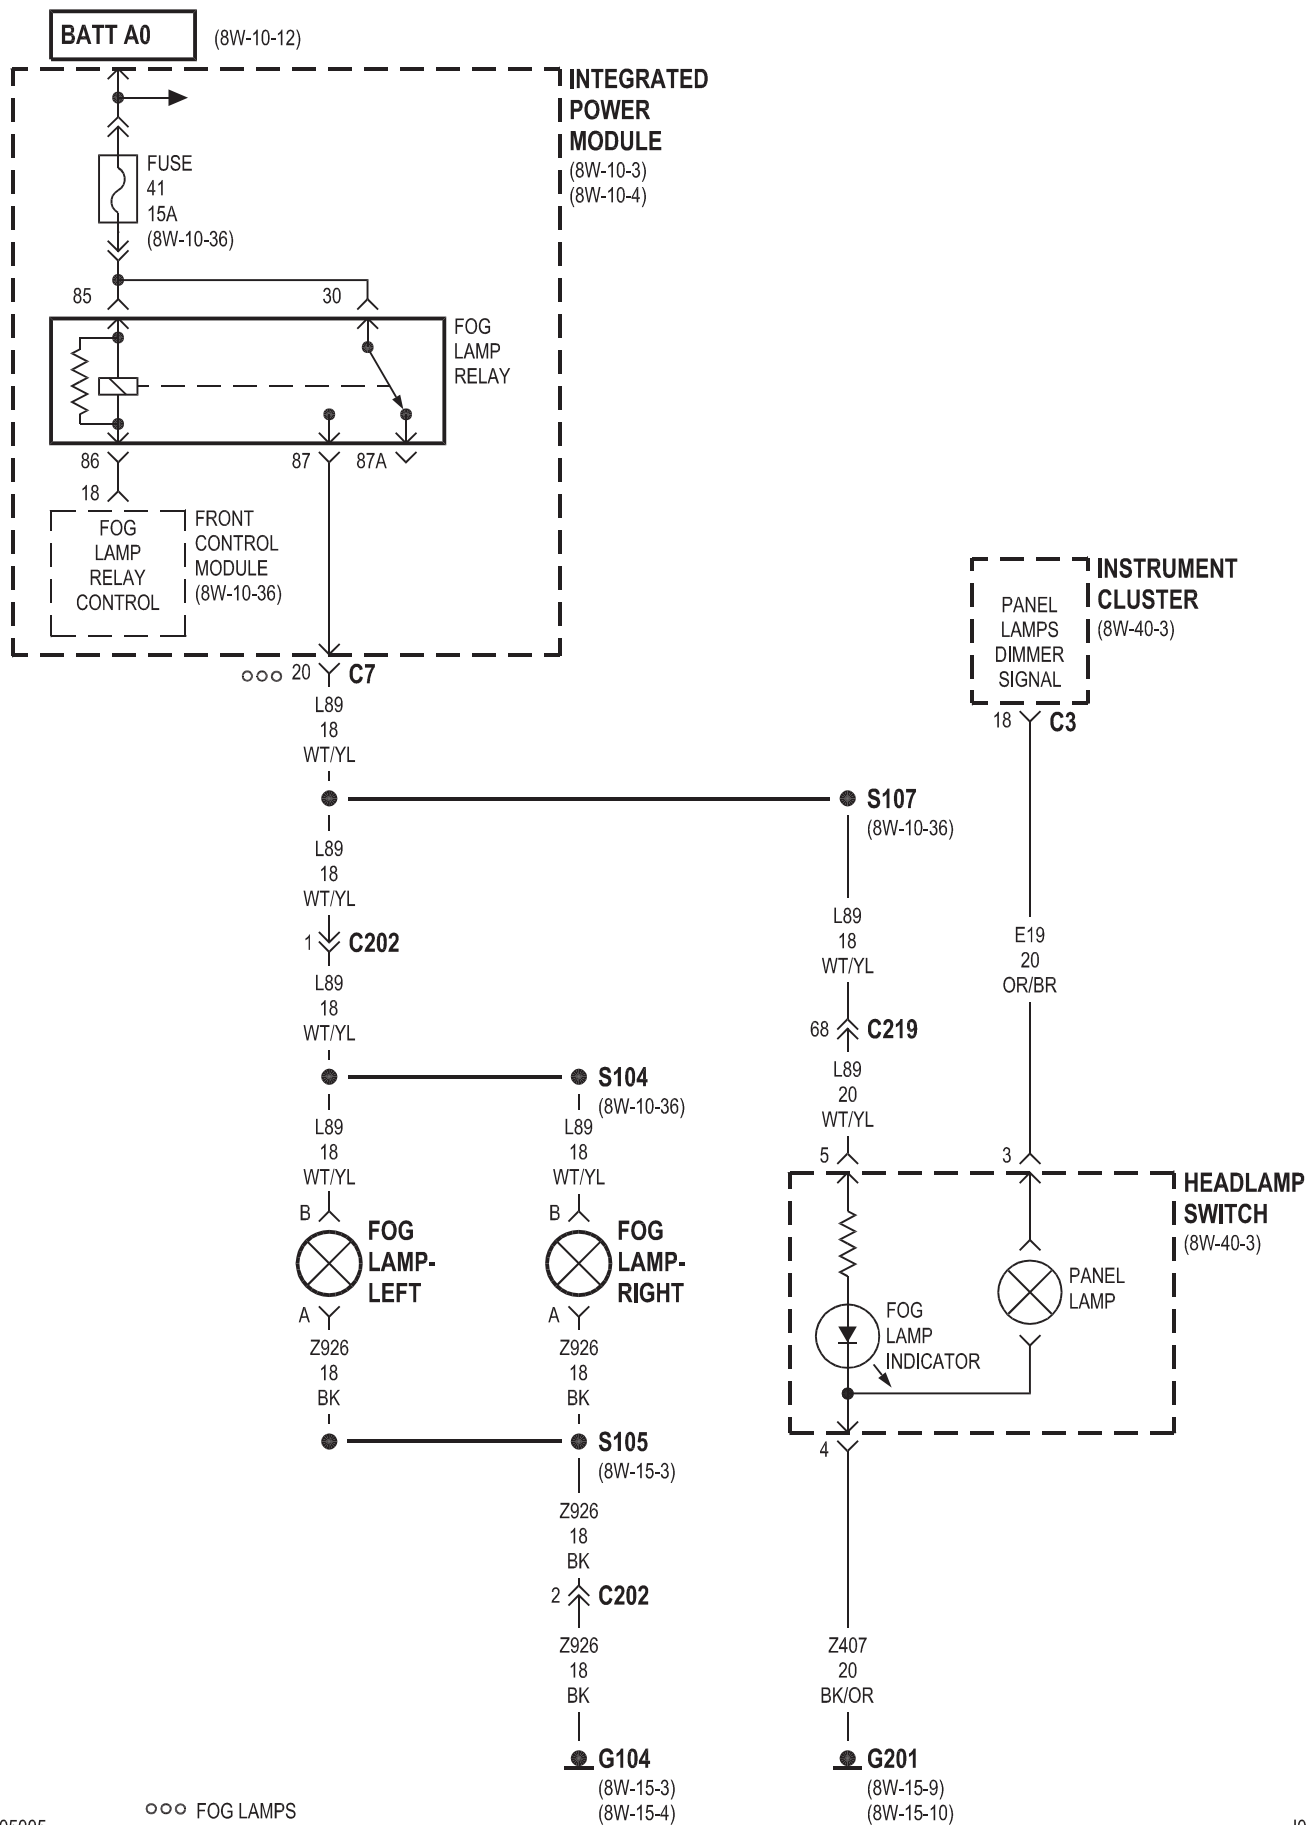 BATT A0 (8W-10-12)
INTEGRATED
POWER
MODULE
(8W-10-3)
(8W-10-4)
FUSE
41
15A
(8W-10-36)
85
30
FOG
LAMP
RELAY
86
87
87A
18
FOG
LAMP
RELAY
CONTROL
FRONT
CONTROL
MODULE
(8W-10-36)
20 C7
L89
18
WT/YL
INSTRUMENT
CLUSTER
(8W-40-3)
PANEL
LAMPS
DIMMER
SIGNAL
18 C3
S107
(8W-10-36)
L89
18
WT/YL
1 C202
L89
18
WT/YL
L89
18
WT/YL
E19
20
OR/BR
68 C219
L89
20
WT/YL
S104
(8W-10-36)
L89
18
WT/YL
L89
18
WT/YL
5
3
HEADLAMP
SWITCH
(8W-40-3)
B
FOG
LAMP-
LEFT
A
B
FOG
LAMP-
RIGHT
A
PANEL
LAMP
FOG
LAMP
INDICATOR
Z926
18
BK
Z926
18
BK
S105
(8W-15-3)
4
Z926
18
BK
2 C202
Z926
18
BK
Z407
20
BK/OR
G104
(8W-15-3)
(8W-15-4)
G201
(8W-15-9)
(8W-15-10)
FOG LAMPS